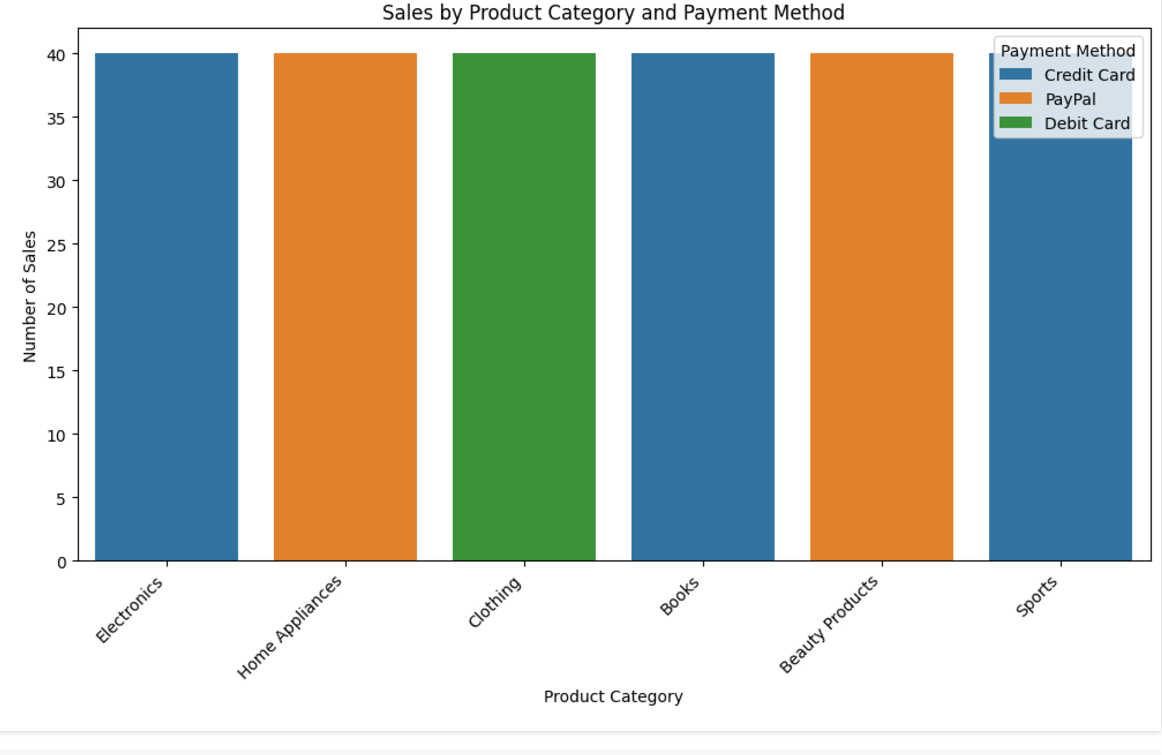 Sales by Product Category and Payment Method
Payment Method
Credit Card
PayPal
Debit Card
Number of Sales
40
35
30
25
20
15
10
5
0
Electronics
Home Appliances
Clothing
Books
Beauty Products
Sports
Product Category